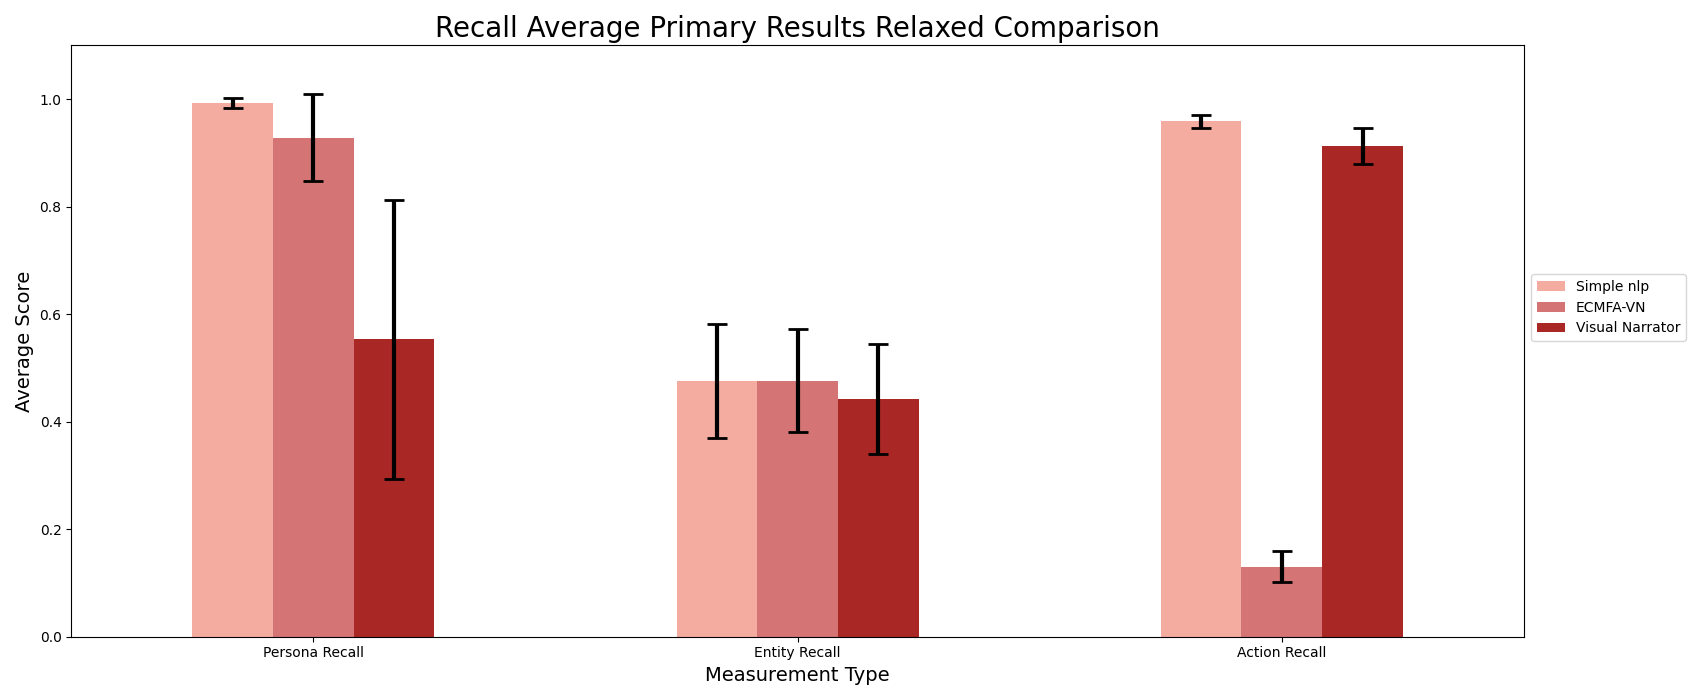 Recall Average Primary Results Relaxed Comparison
1.0
0.8
0.6
0.4
0.2
0.0
Average Score
Persona Recall
Entity Recall
Action Recall
Measurement Type
Simple nlp
ECMFA-VN
Visual Narrator